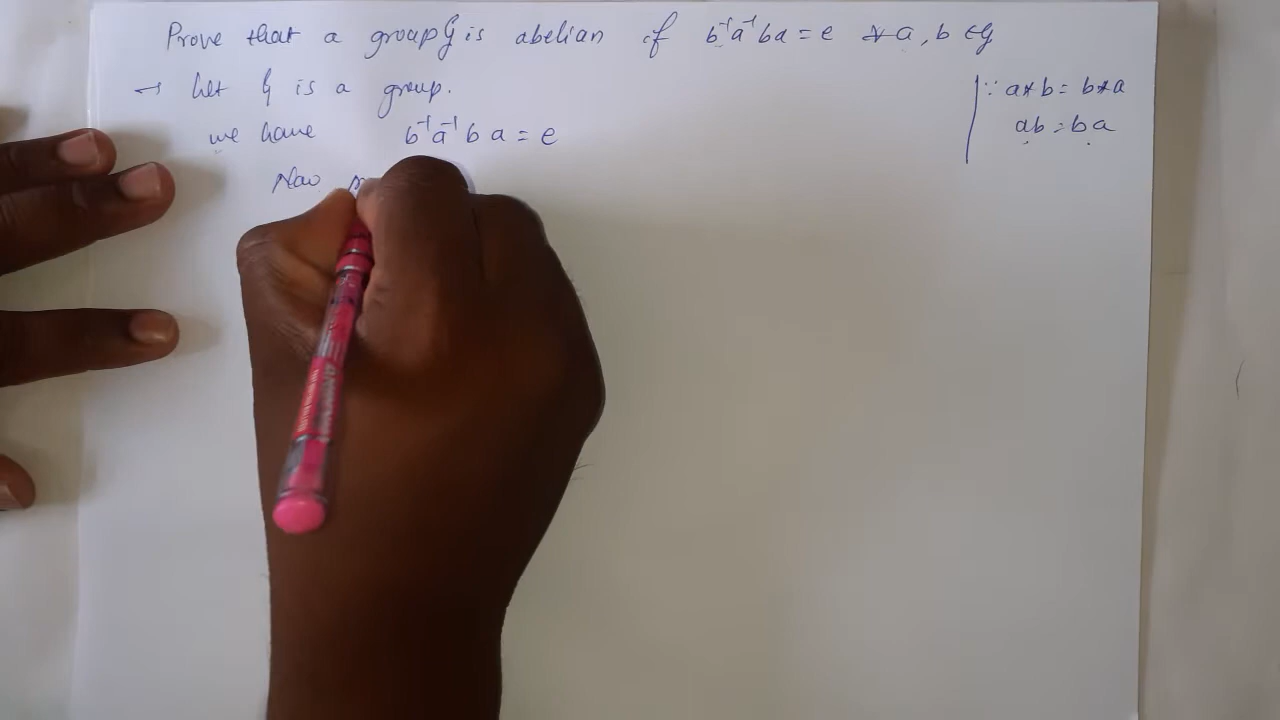 Prove that a group G is abelian if b⁻¹a⁻¹ba = e ∀ a, b ∈ G
→ Let G is a group.
we have b⁻¹a⁻¹ba = e
Now
∵ a*b = b*a
ab = ba